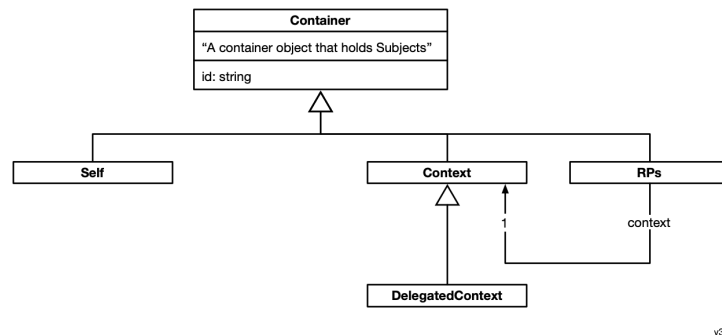 Container
“A container object that holds Subjects”
id: string
Self
Context
RPs
1
context
DelegatedContext
v3